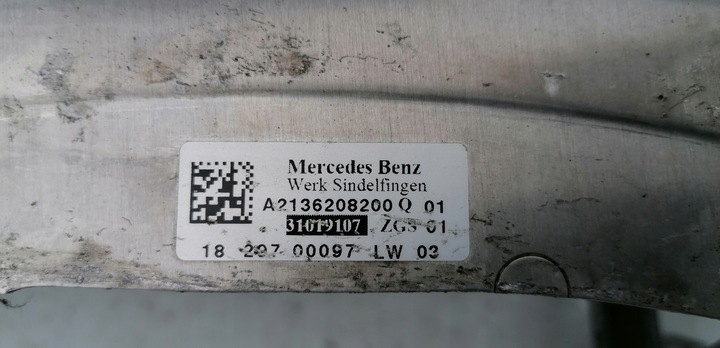 Mercedes Benz
Werk Sindelfingen
A2136208200 Q 01
31019107 ZGS 01
18 297 00097 LW 03